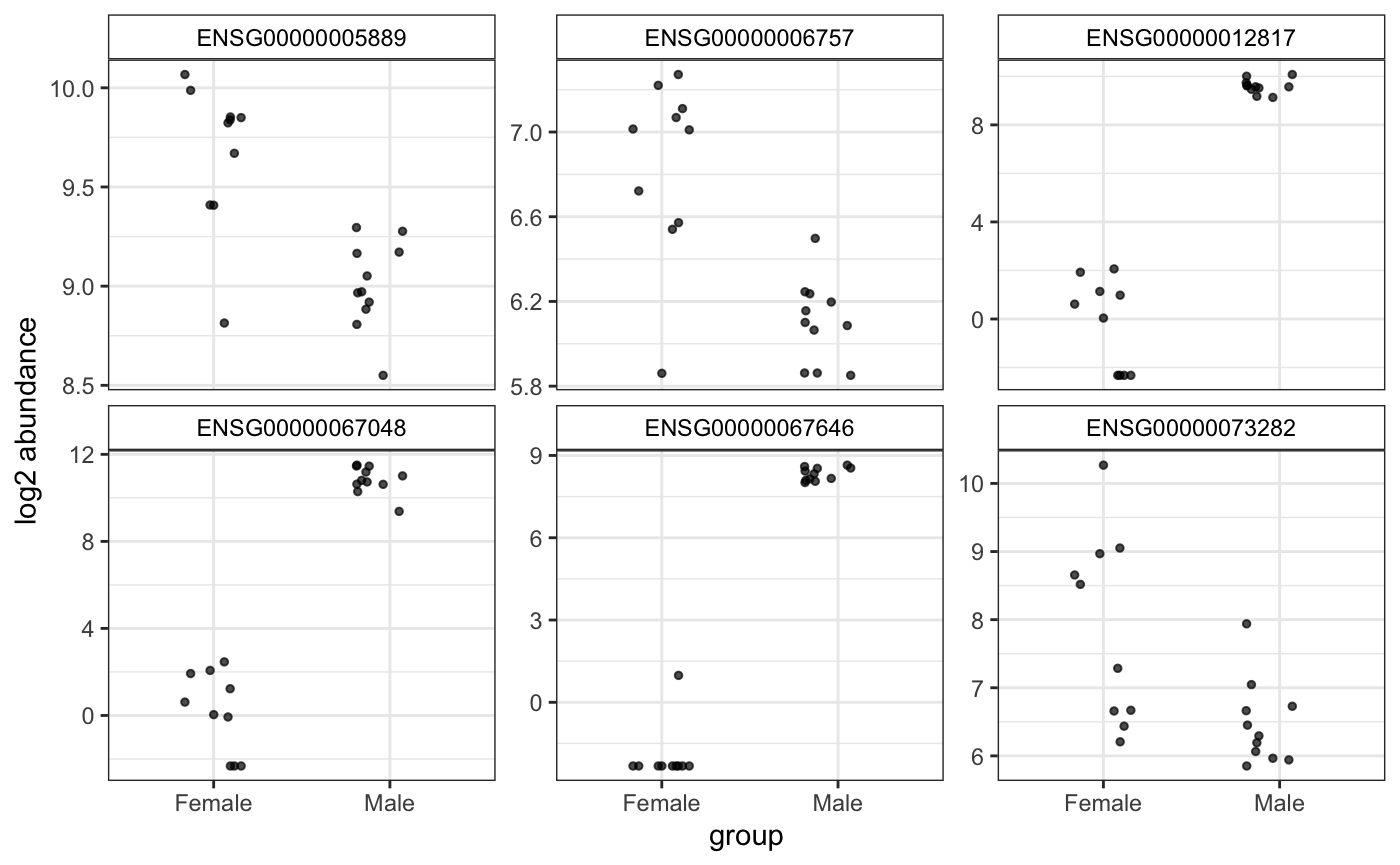 ENSG00000005889
ENSG00000006757
ENSG00000012817
10.0
9.5
9.0
8.5
7.0
6.6
6.2
5.8
8
4
0
log2 abundance
ENSG00000067048
ENSG00000067646
ENSG00000073282
12
8
4
0
9
6
3
0
10
9
8
7
6
Female
Male
Female
Male
Female
Male
group